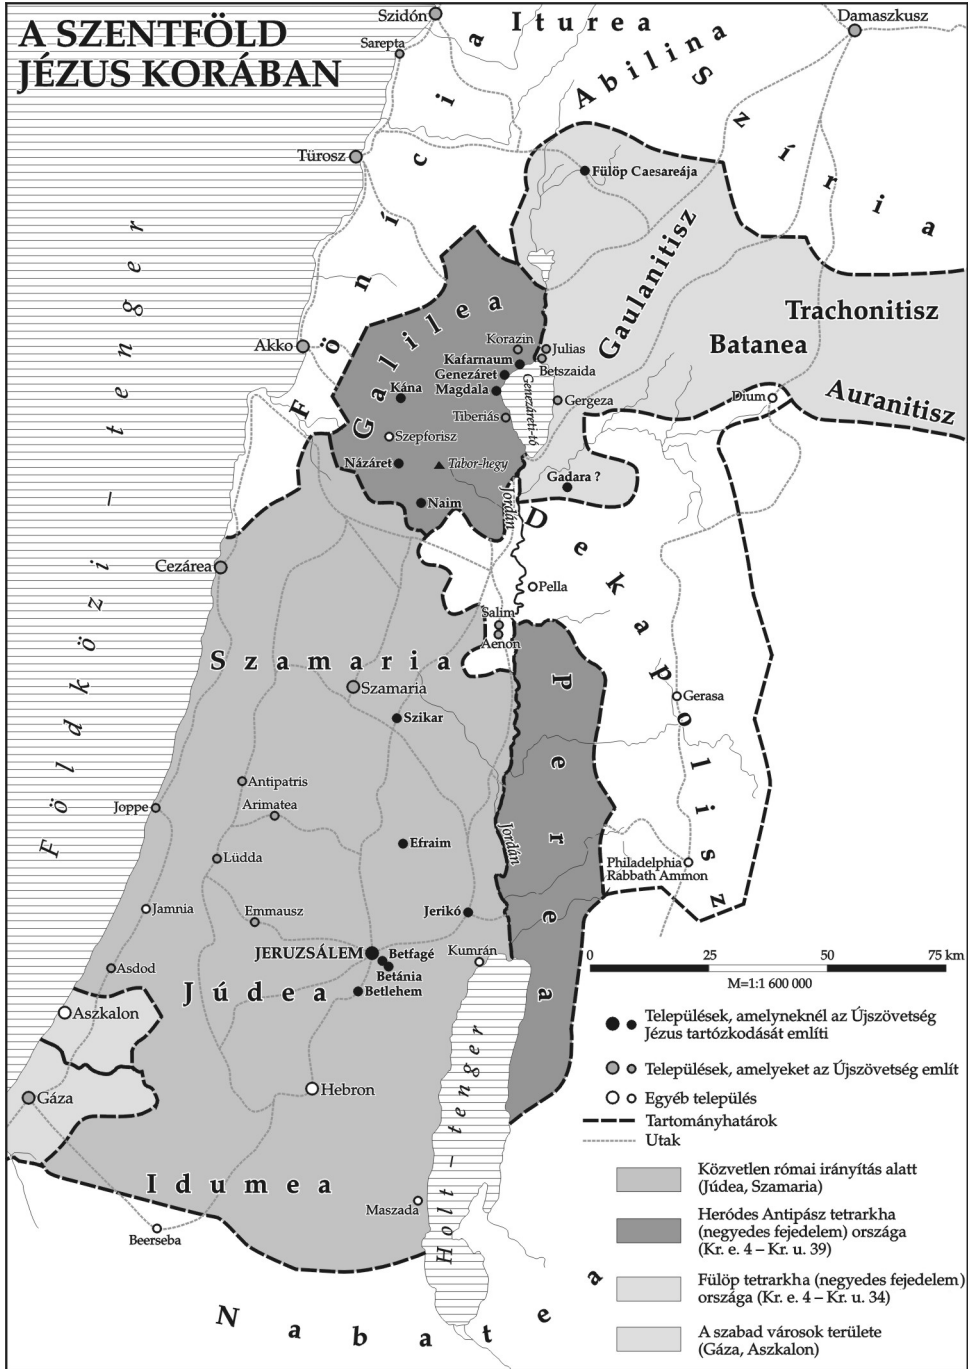 A SZENTFÖLD
JÉZUS KORÁBAN
Szidón
Sarepta
Iturea
Abilina
Damaszkusz
Szíria
Türosz
Fönícia
Fülöp Caesareája
Földközi-tenger
Galilea
Gaulanitisz
Trachonitisz
Batanea
Auranitisz
Akko
Korazin
Julias
Kafarnaum
Betszaida
Genezáret
Kána
Magdala
Genezáreti-tó
Gergeza
Dium
Tiberiás
Szepforisz
Názáret
Tabor-hegy
Gadara ?
Jordán
Naim
Dekapolisz
Cezárea
Pella
Salim
Aenon
Szamaria
Szamaria
Perea
Gerasa
Szikar
Antipatris
Joppe
Arimatea
Jordán
Efraim
Lüdda
Philadelphia
Rabbath Ammon
Jamnia
Emmausz
Jerikó
JERUZSÁLEM
Betfagé
Kumrán
Betánia
Asdod
Júdea
Betlehem
Aszkalon
Hebron
Gáza
Holt-tenger
Idumea
Maszada
Beerseba
Nabatea
0 25 50 75 km
M=1:1 600 000
Települések, amelyneknél az Újszövetség
Jézus tartózkodását említi
Települések, amelyeket az Újszövetség említ
Egyéb település
Tartományhatárok
Utak
Közvetlen római irányítás alatt
(Júdea, Szamaria)
Heródes Antipász tetrarkha
(negyedes fejedelem) országa
(Kr. e. 4 – Kr. u. 39)
Fülöp tetrarkha (negyedes fejedelem)
országa (Kr. e. 4 – Kr. u. 34)
A szabad városok területe
(Gáza, Aszkalon)